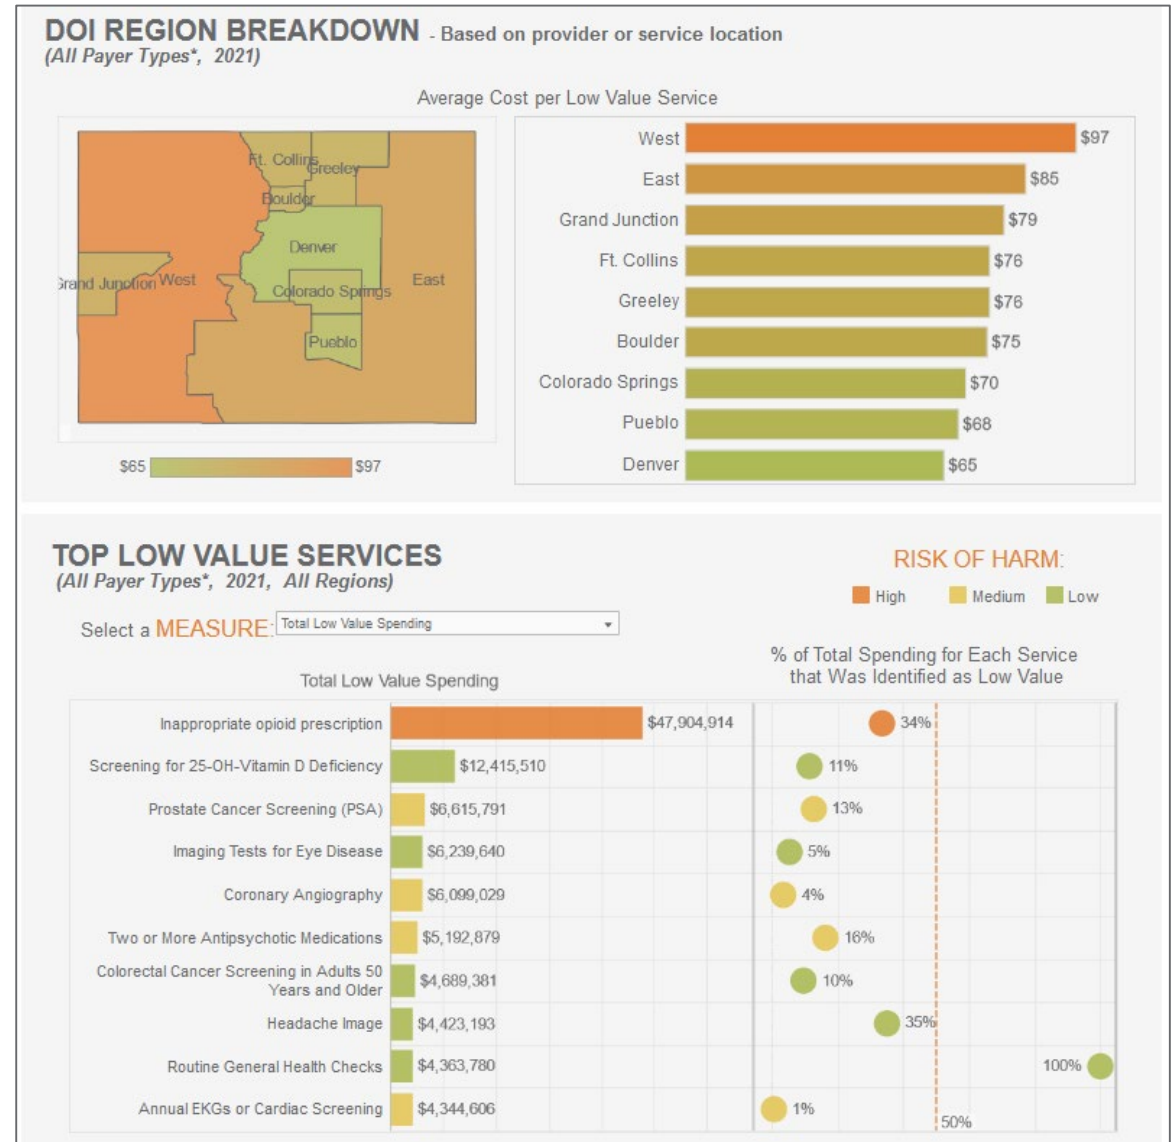 DOI REGION BREAKDOWN - Based on provider or service location
(All Payer Types*, 2021)
Average Cost per Low Value Service
Ft. Collins
Greeley
Boulder
Denver
Grand Junction
West
East
Colorado Springs
Pueblo
$65
$97
West
$97
East
$85
Grand Junction
$79
Ft. Collins
$76
Greeley
$76
Boulder
$75
Colorado Springs
$70
Pueblo
$68
Denver
$65
TOP LOW VALUE SERVICES
(All Payer Types*, 2021, All Regions)
RISK OF HARM:
High
Medium
Low
Select a MEASURE:
Total Low Value Spending
Total Low Value Spending
% of Total Spending for Each Service
that Was Identified as Low Value
Inappropriate opioid prescription
$47,904,914
34%
Screening for 25-OH-Vitamin D Deficiency
$12,415,510
11%
Prostate Cancer Screening (PSA)
$6,615,791
13%
Imaging Tests for Eye Disease
$6,239,640
5%
Coronary Angiography
$6,099,029
4%
Two or More Antipsychotic Medications
$5,192,879
16%
Colorectal Cancer Screening in Adults 50
Years and Older
$4,689,381
10%
Headache Image
$4,423,193
35%
Routine General Health Checks
$4,363,780
100%
Annual EKGs or Cardiac Screening
$4,344,606
1%
50%